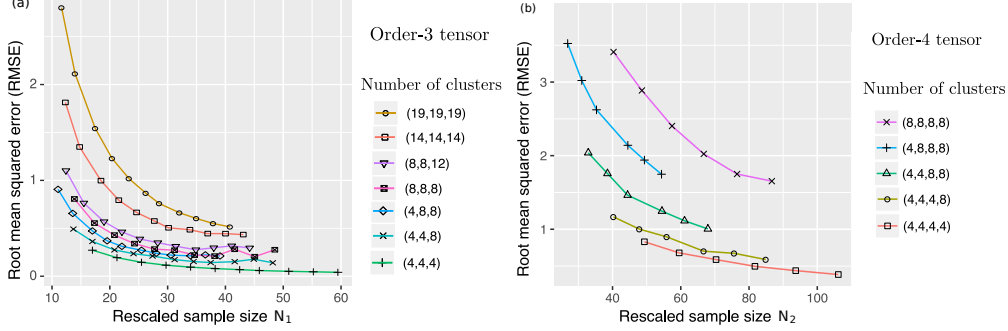 (a)
Root mean squared error (RMSE)
2
1
0
10 20 30 40 50 60
Rescaled sample size N₁
Order-3 tensor
Number of clusters
(19,19,19)
(14,14,14)
(8,8,12)
(8,8,8)
(4,8,8)
(4,4,8)
(4,4,4)
(b)
Root mean squared error (RMSE)
3
2
1
40 60 80 100
Rescaled sample size N₂
Order-4 tensor
Number of clusters
(8,8,8,8)
(4,8,8,8)
(4,4,8,8)
(4,4,4,8)
(4,4,4,4)